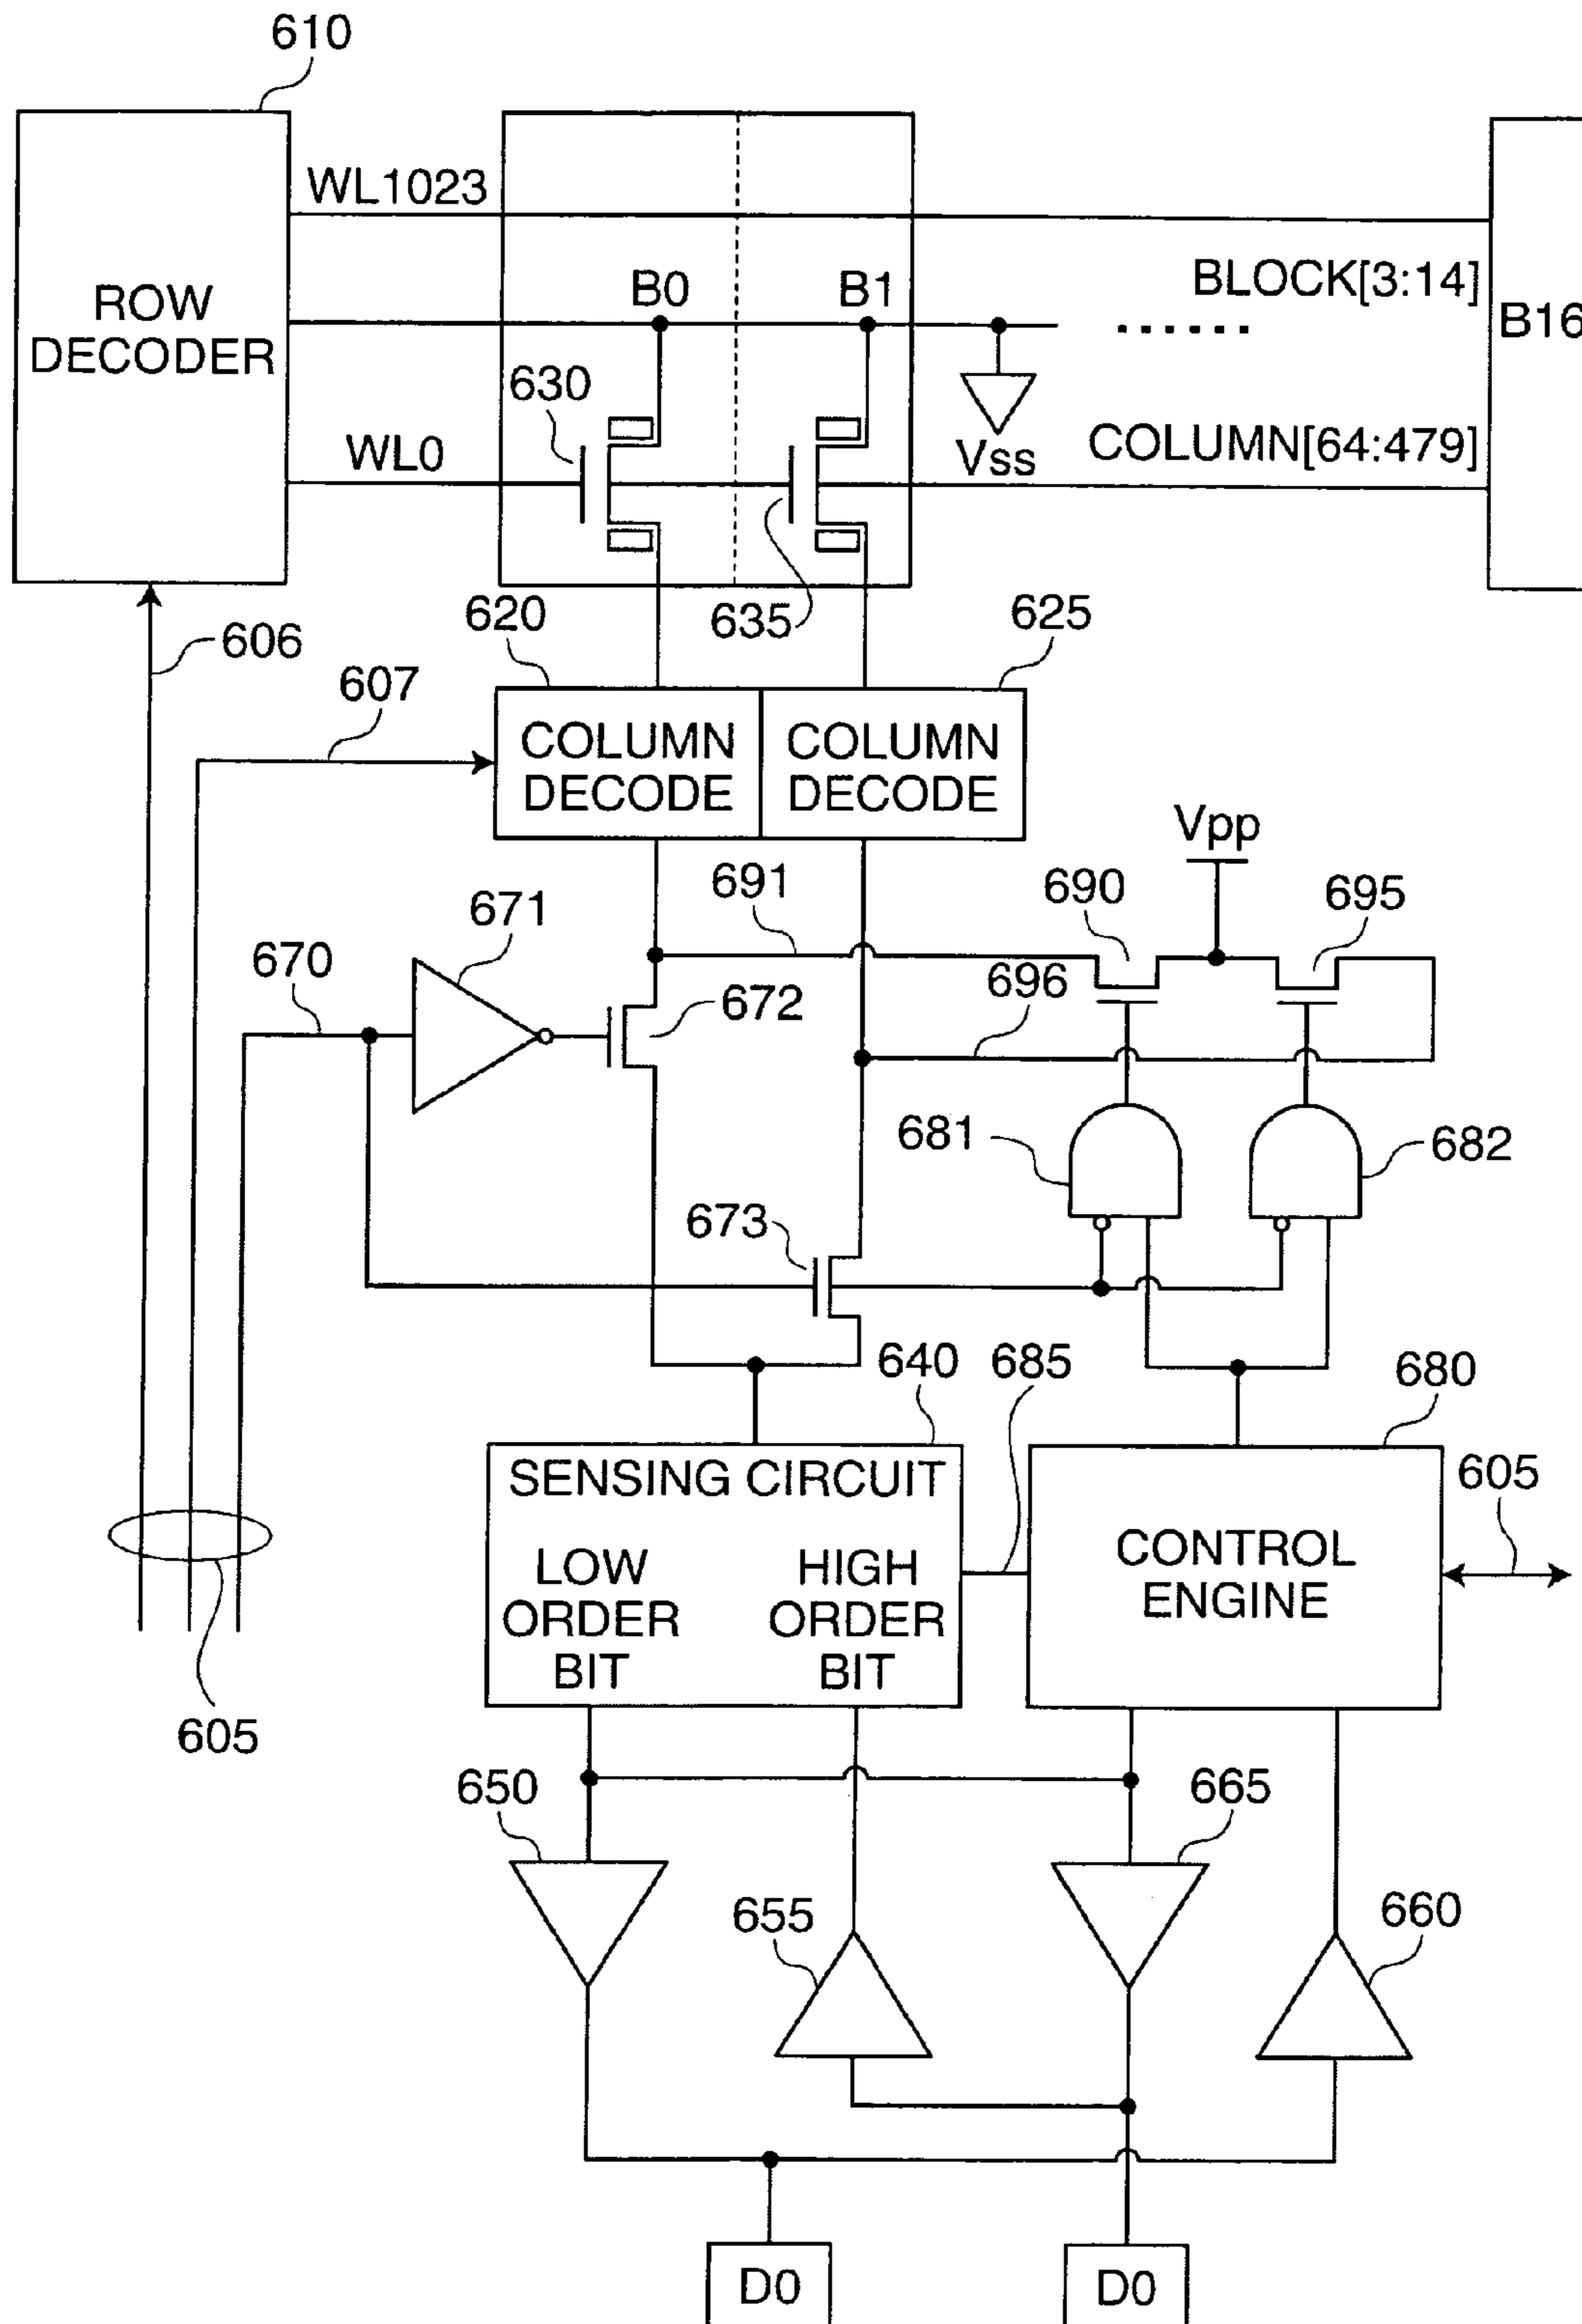 610
WL1023
ROW
DECODER
B0
B1
BLOCK[3:14]
B16
630
WL0
Vss
COLUMN[64:479]
606
620
635
625
607
COLUMN
DECODE
COLUMN
DECODE
Vpp
691
690
695
671
670
672
696
681
682
673
640
685
680
SENSING CIRCUIT
LOW
ORDER
BIT
HIGH
ORDER
BIT
CONTROL
ENGINE
605
605
650
665
655
660
D0
D0